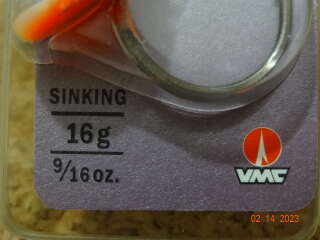 SINKING
16g
9/16 oz.
VMC
02 14 2023